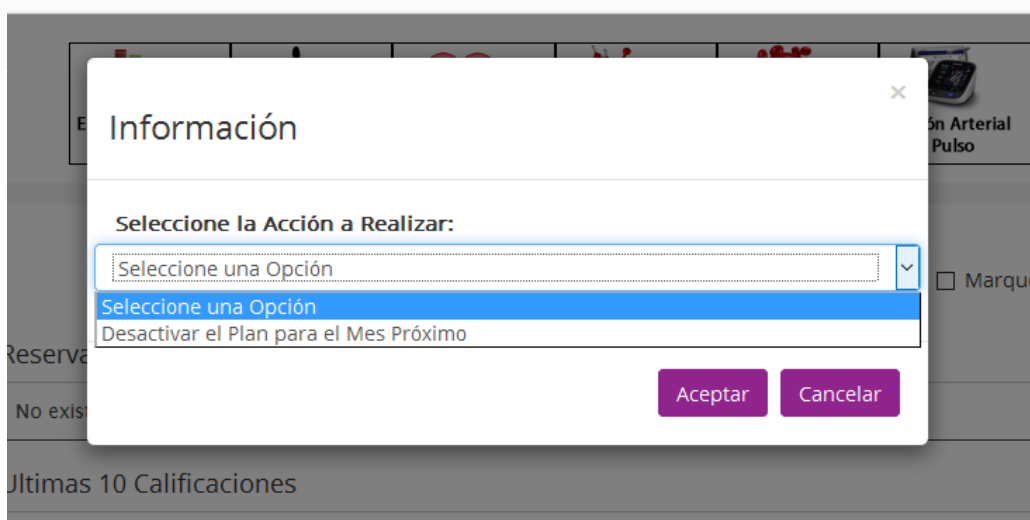 E
ón Arterial
Pulso
×
Información
Seleccione la Acción a Realizar:
Seleccione una Opción
Seleccione una Opción
Desactivar el Plan para el Mes Próximo
Marqu
Reserva
No exist
Aceptar
Cancelar
Ultimas 10 Calificaciones